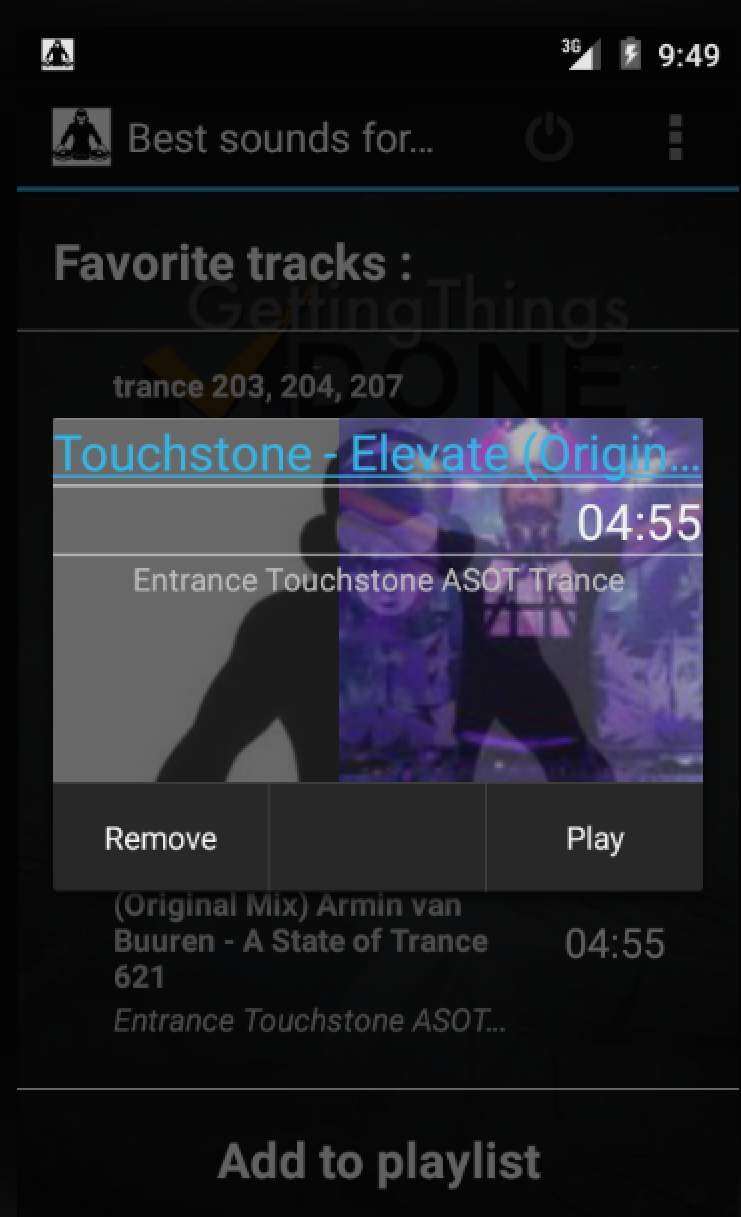 3G 9:49
Best sounds for...
Favorite tracks :
GettingThings
DONE
trance 203, 204, 207
Touchstone - Elevate (Origin...
04:55
Entrance Touchstone ASOT Trance
Remove Play
(Original Mix) Armin van
Buuren - A State of Trance
621
04:55
Entrance Touchstone ASOT...
Add to playlist